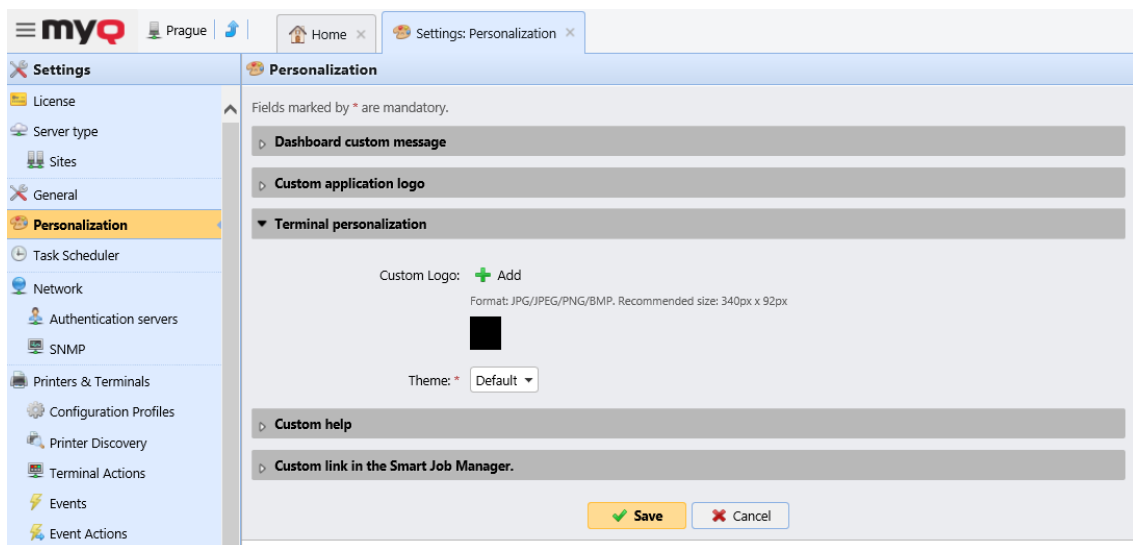 myQ
Prague
Home
Settings: Personalization
Settings
License
Server type
Sites
General
Personalization
Task Scheduler
Network
Authentication servers
SNMP
Printers & Terminals
Configuration Profiles
Printer Discovery
Terminal Actions
Events
Event Actions
Personalization
Fields marked by * are mandatory.
Dashboard custom message
Custom application logo
Terminal personalization
Custom Logo: Add
Format: JPG/JPEG/PNG/BMP. Recommended size: 340px x 92px
Theme: * Default
Custom help
Custom link in the Smart Job Manager.
Save Cancel